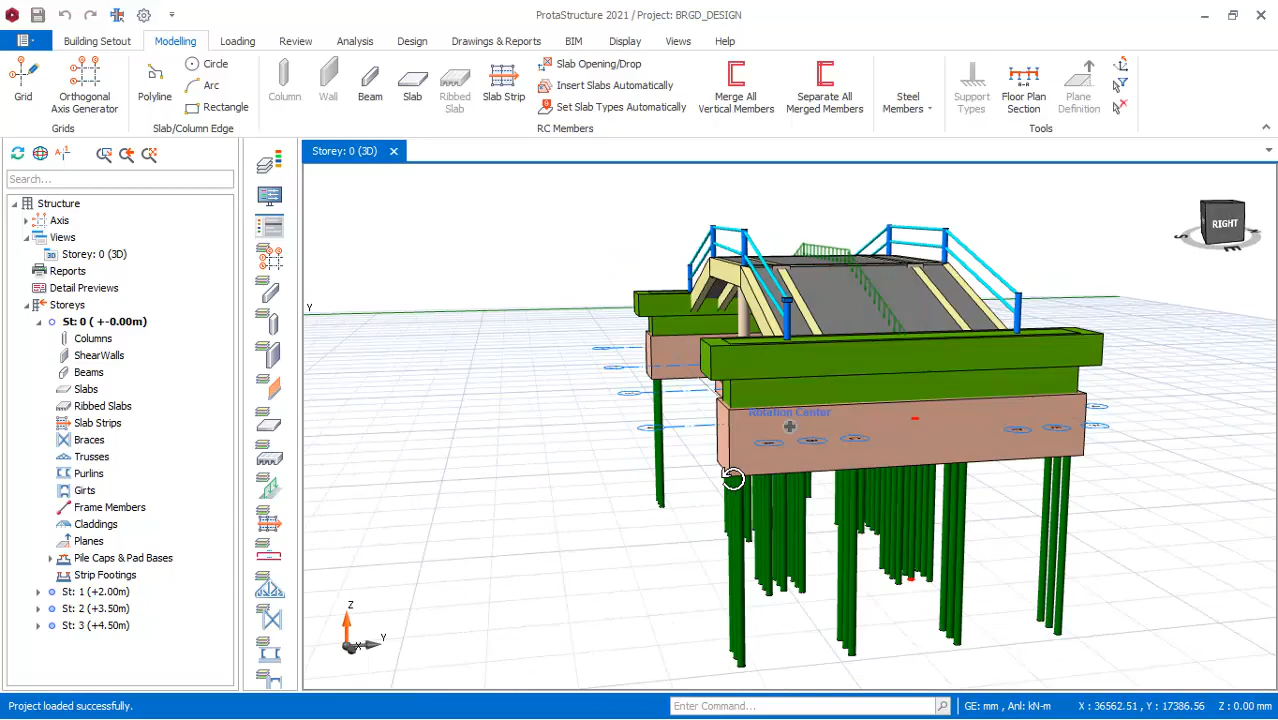 ProtaStructure 2021 / Project: BRGD_DESIGN
Building Setout
Modelling
Loading
Review
Analysis
Design
Drawings & Reports
BIM
Display
Views
Help
Grid
Orthogonal
Axis Generator
Grids
Polyline
Circle
Arc
Rectangle
Slab/Column Edge
Column
Wall
Beam
Slab
Ribbed
Slab
Slab Strip
Slab Opening/Drop
Insert Slabs Automatically
Set Slab Types Automatically
RC Members
Merge All
Vertical Members
Separate All
Merged Members
Steel
Members
Support
Types
Floor Plan
Section
Plane
Definition
Tools
Search...
Structure
Axis
Views
3D Storey: 0 (3D)
Reports
Detail Previews
Storeys
St: 0 ( +-0.00m)
Columns
ShearWalls
Beams
Slabs
Ribbed Slabs
Slab Strips
Braces
Trusses
Purlins
Girts
Frame Members
Claddings
Planes
Pile Caps & Pad Bases
Strip Footings
St: 1 (+2.00m)
St: 2 (+3.50m)
St: 3 (+4.50m)
Storey: 0 (3D)
RIGHT
Y
Rotation Center
Z
X
Y
Project loaded successfully.
Enter Command...
GE: mm , Anl: kN-m
X : 36562.51 , Y : 17386.56
Z : 0.00 mm